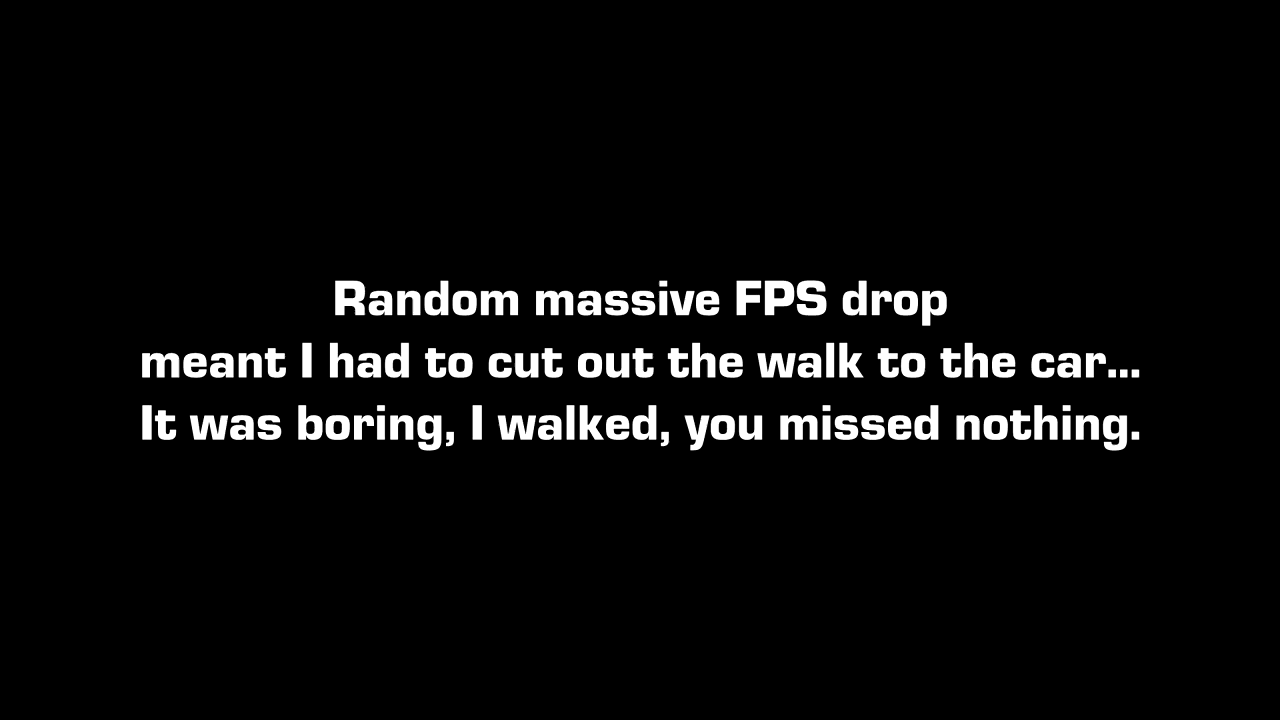 Random massive FPS drop
meant I had to cut out the walk to the car...
It was boring, I walked, you missed nothing.